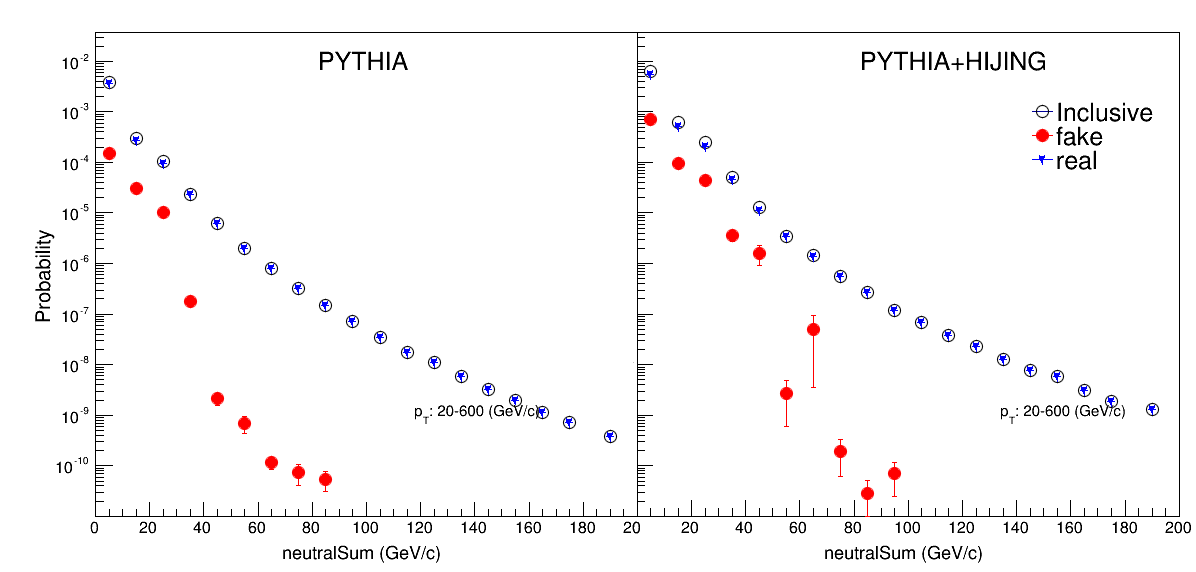 PYTHIA
PYTHIA+HIJING
Inclusive
fake
real
Probability
10-2
10-3
10-4
10-5
10-6
10-7
10-8
10-9
10-10
pT: 20-600 (GeV/c)
pT: 20-600 (GeV/c)
0 20 40 60 80 100 120 140 160 180 20
20 40 60 80 100 120 140 160 180 200
neutralSum (GeV/c)
neutralSum (GeV/c)